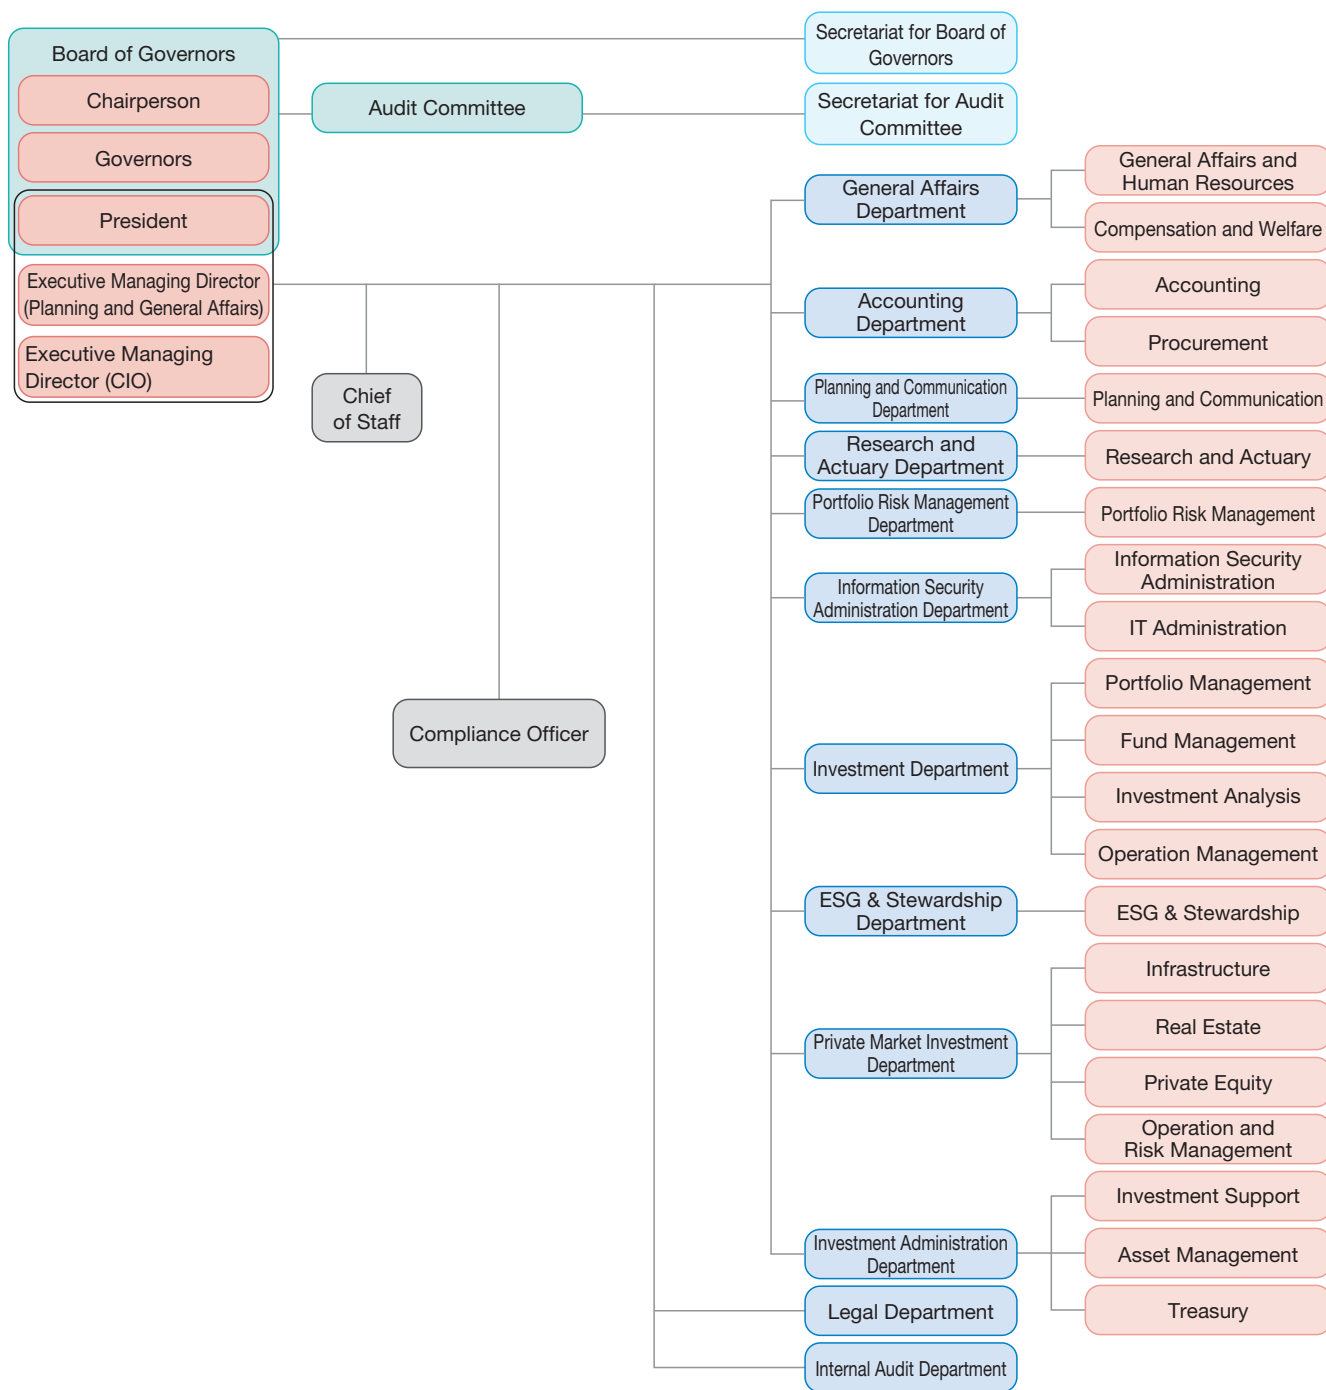 Board of Governors
Chairperson
Governors
President
Executive Managing Director
(Planning and General Affairs)
Executive Managing
Director (CIO)
Audit Committee
Secretariat for Board of
Governors
Secretariat for Audit
Committee
Chief
of Staff
Compliance Officer
General Affairs
Department
General Affairs and
Human Resources
Compensation and Welfare
Accounting
Department
Accounting
Procurement
Planning and Communication
Department
Planning and Communication
Research and
Actuary Department
Research and Actuary
Portfolio Risk Management
Department
Portfolio Risk Management
Information Security
Administration Department
Information Security
Administration
IT Administration
Investment Department
Portfolio Management
Fund Management
Investment Analysis
Operation Management
ESG & Stewardship
Department
ESG & Stewardship
Private Market Investment
Department
Infrastructure
Real Estate
Private Equity
Operation and
Risk Management
Investment Administration
Department
Investment Support
Asset Management
Treasury
Legal Department
Internal Audit Department